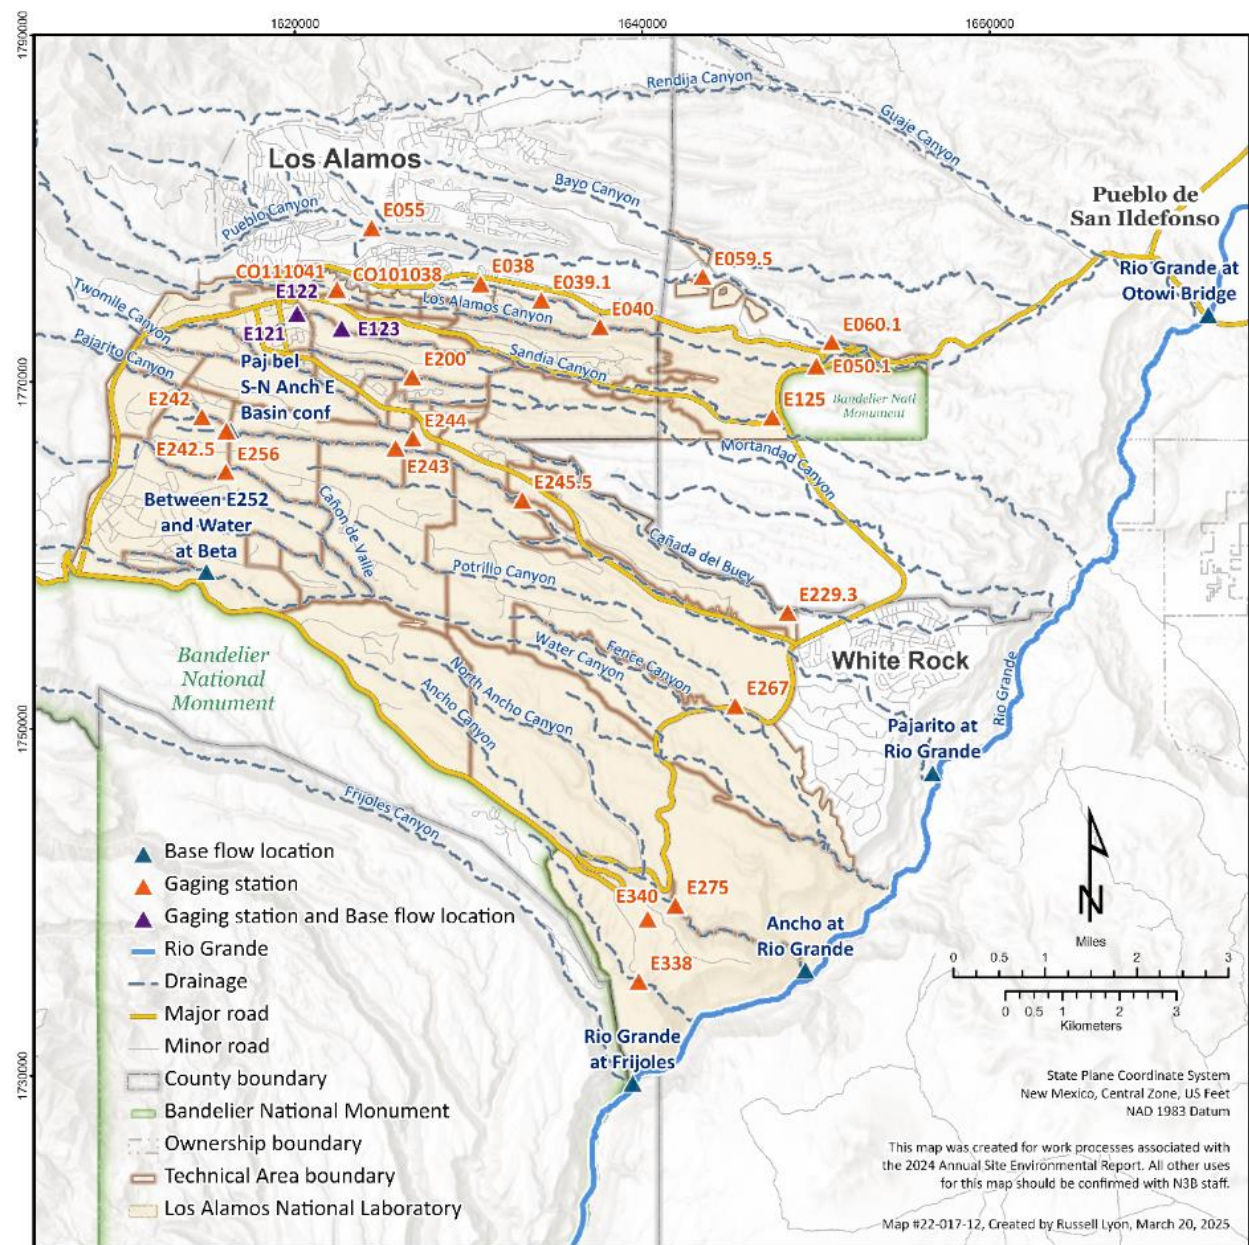 1620000
1640000
1660000
1790000
1770000
1750000
1730000
Rendija Canyon
Guaje Canyon
Los Alamos
Bayo Canyon
Pueblo Canyon
E055
Pueblo de
San Ildefonso
E059.5
Rio Grande at
Otowi Bridge
CO111041
CO101038
E038
E039.1
E122
Los Alamos Canyon
E040
Twomile Canyon
E121
E123
E060.1
Pajarito Canyon
Paj bel
S-N Anch E
Basin conf
E200
Sandia Canyon
E050.1
E242
E125
Bandelier Natl
Monument
E244
E242.5
E256
E243
Mortandad Canyon
E245.5
Between E252
and Water
at Beta
Cañon de Valle
Cañada del Buey
Potrillo Canyon
E229.3
Bandelier
National
Monument
Water Canyon
Fence Canyon
White Rock
North Ancho Canyon
Ancho Canyon
E267
Rio Grande
Pajarito at
Rio Grande
Frijoles Canyon
E340
E275
Ancho at
Rio Grande
E338
Rio Grande
at Frijoles
Base flow location
Gaging station
Gaging station and Base flow location
Rio Grande
Drainage
Major road
Minor road
County boundary
Bandelier National Monument
Ownership boundary
Technical Area boundary
Los Alamos National Laboratory
N
Miles
0 0.5 1 2 3
0 0.5 1 2 3
Kilometers
State Plane Coordinate System
New Mexico, Central Zone, US Feet
NAD 1983 Datum
This map was created for work processes associated with
the 2024 Annual Site Environmental Report. All other uses
for this map should be confirmed with N3B staff.
Map #22-017-12, Created by Russell Lyon, March 20, 2025